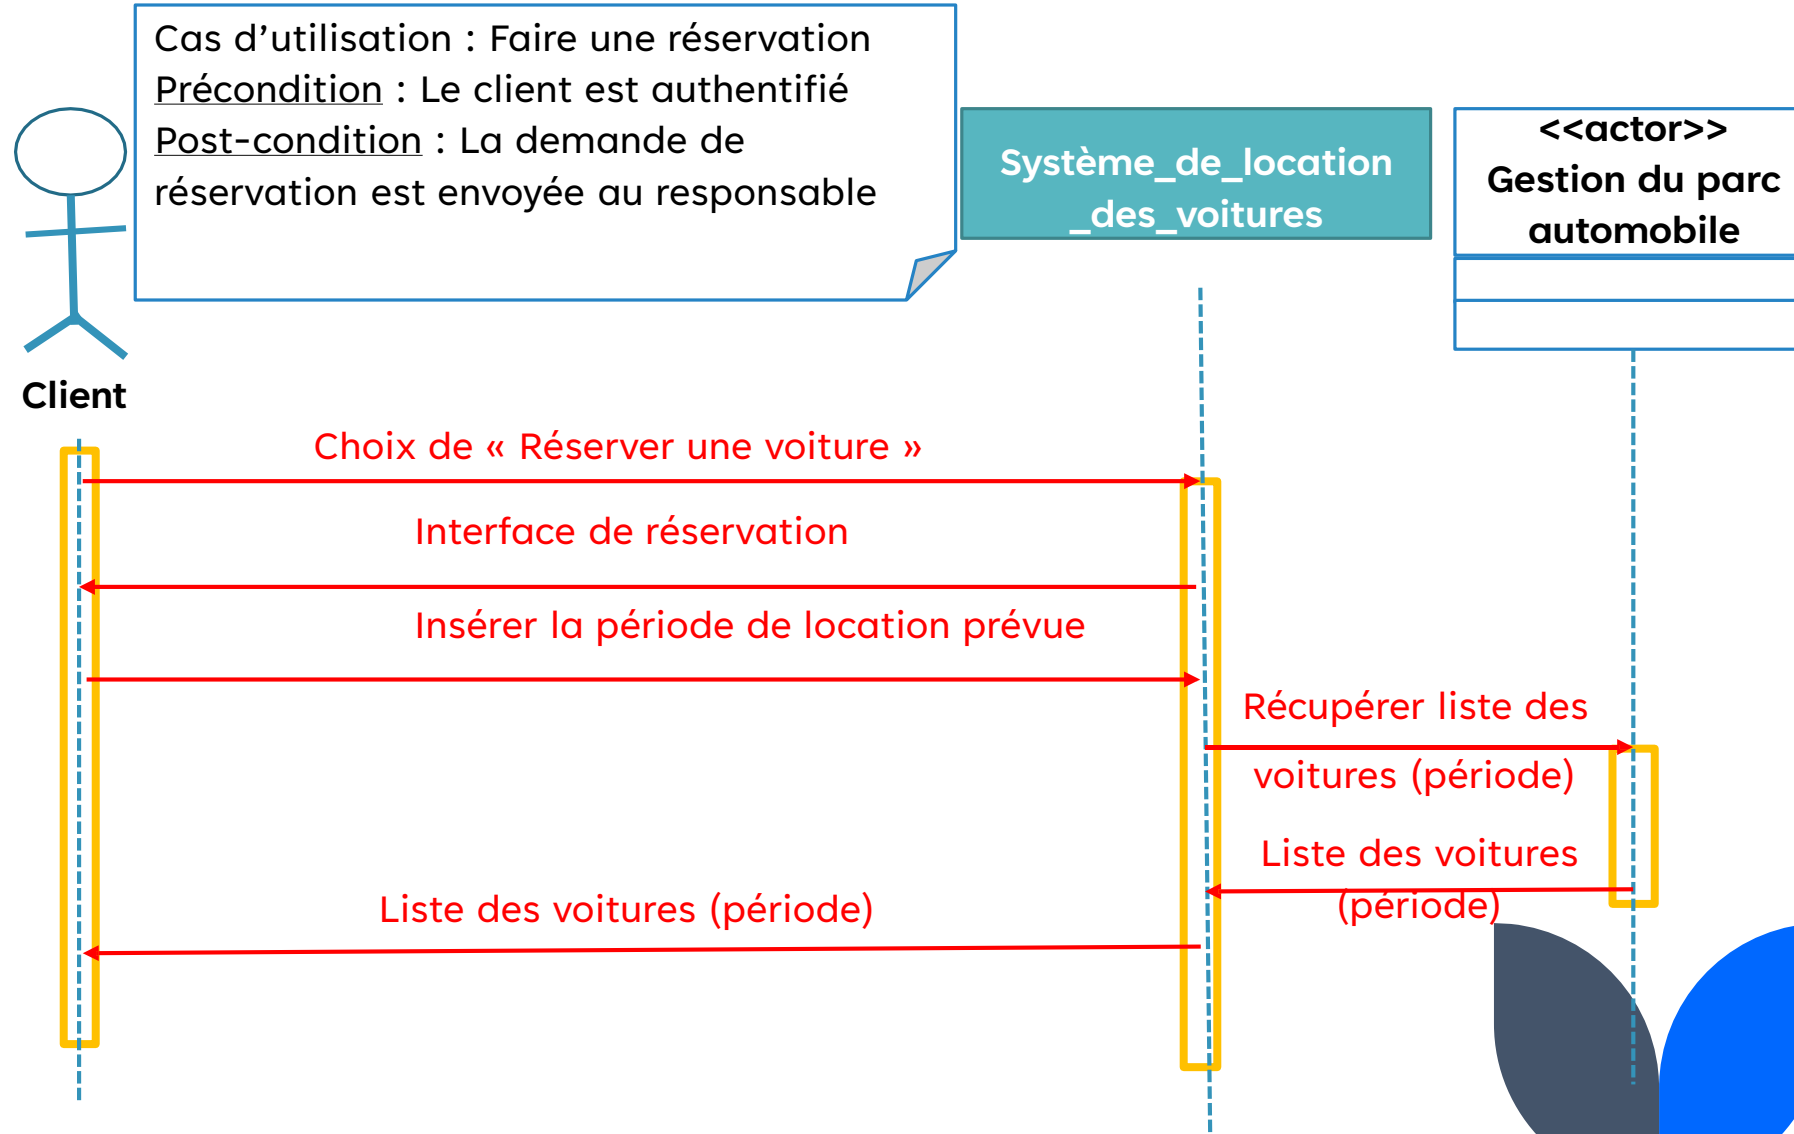 Cas d’utilisation : Faire une réservation
Précondition : Le client est authentifié
Post-condition : La demande de
réservation est envoyée au responsable
Système_de_location
_des_voitures
<<actor>>
Gestion du parc
automobile
Client
Choix de « Réserver une voiture »
Interface de réservation
Insérer la période de location prévue
Récupérer liste des
voitures (période)
Liste des voitures
(période)
Liste des voitures (période)